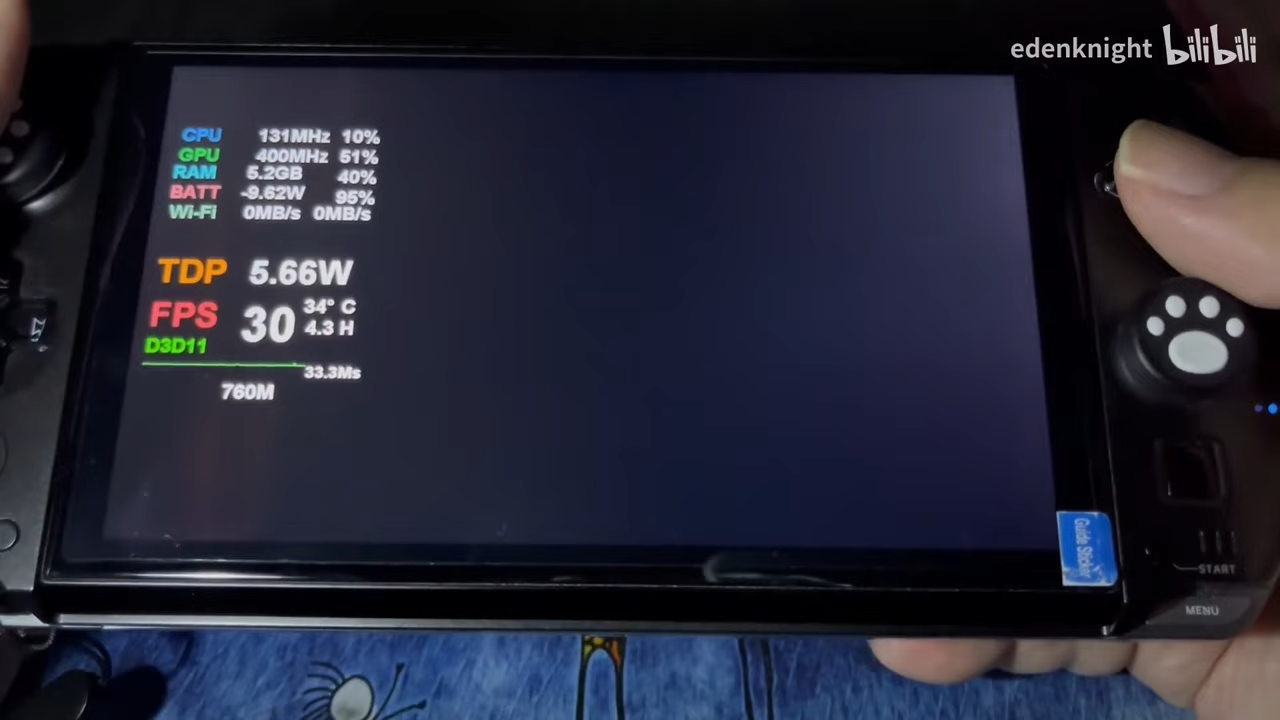 edenknight bilibili
CPU 131MHz 10%
GPU 400MHz 51%
RAM 5.2GB 40%
BATT -9.62W 95%
Wi-Fi 0MB/s 0MB/s
TDP 5.66W
FPS 30 34° C
4.3 H
D3D11
33.3Ms
760M
Guide Sticker
START
MENU